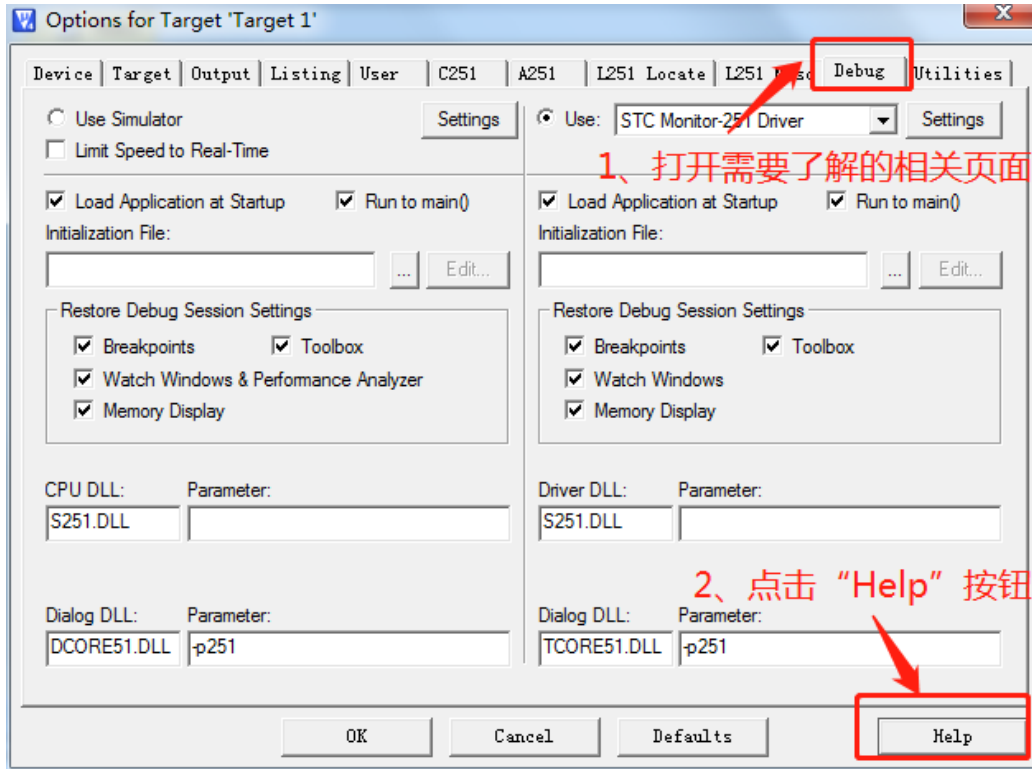 Options for Target 'Target 1'
Device Target Output Listing User C251 A251 L251 Locate L251 Misc Debug Utilities
Use Simulator Settings Use: STC Monitor-251 Driver Settings
Limit Speed to Real-Time
1、打开需要了解的相关页面
Load Application at Startup Run to main() Load Application at Startup Run to main()
Initialization File: Initialization File:
... Edit... ... Edit...
Restore Debug Session Settings Restore Debug Session Settings
Breakpoints Toolbox Breakpoints Toolbox
Watch Windows & Performance Analyzer Watch Windows
Memory Display Memory Display
CPU DLL: Parameter: Driver DLL: Parameter:
S251.DLL S251.DLL
2、点击“Help”按钮
Dialog DLL: Parameter: Dialog DLL: Parameter:
DCORE51.DLL -p251 TCORE51.DLL -p251
OK Cancel Defaults Help